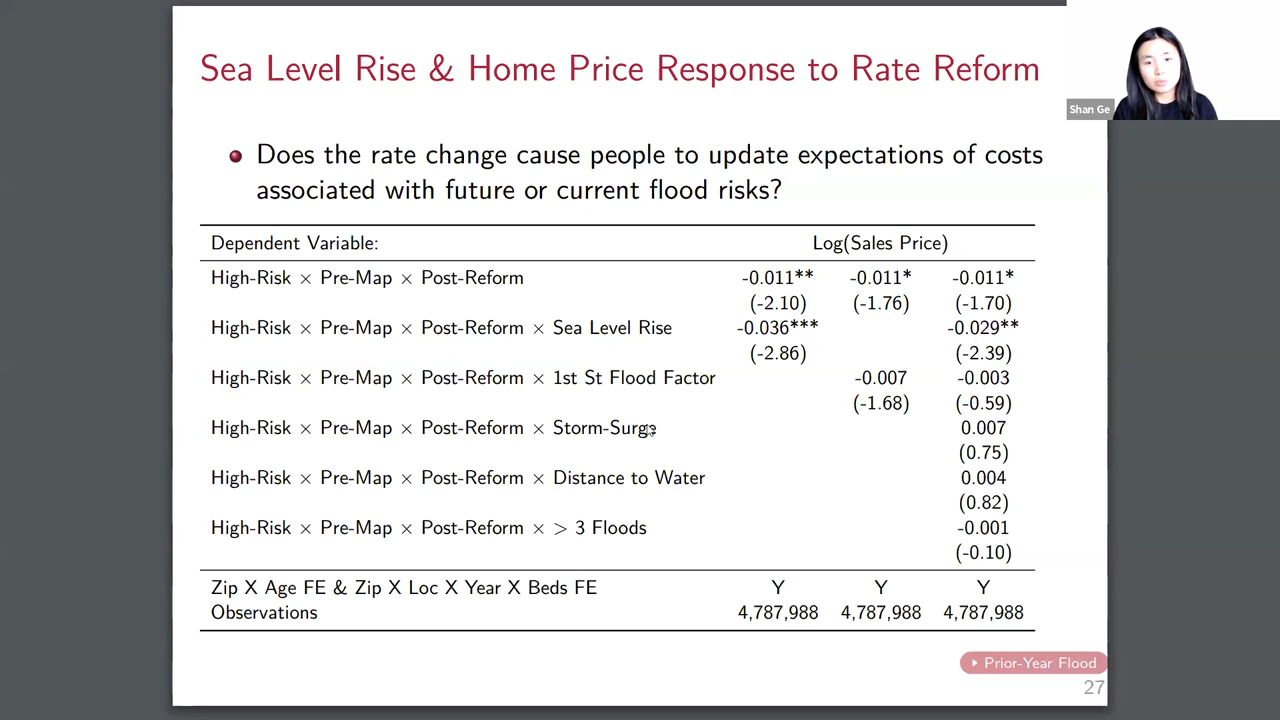 Sea Level Rise & Home Price Response to Rate Reform
Shan Ge
Does the rate change cause people to update expectations of costs
associated with future or current flood risks?
Dependent Variable: Log(Sales Price)
High-Risk × Pre-Map × Post-Reform -0.011** -0.011* -0.011*
(-2.10) (-1.76) (-1.70)
High-Risk × Pre-Map × Post-Reform × Sea Level Rise -0.036*** -0.029**
(-2.86) (-2.39)
High-Risk × Pre-Map × Post-Reform × 1st St Flood Factor -0.007 -0.003
(-1.68) (-0.59)
High-Risk × Pre-Map × Post-Reform × Storm-Surge 0.007
(0.75)
High-Risk × Pre-Map × Post-Reform × Distance to Water 0.004
(0.82)
High-Risk × Pre-Map × Post-Reform × > 3 Floods -0.001
(-0.10)
Zip X Age FE & Zip X Loc X Year X Beds FE Y Y Y
Observations 4,787,988 4,787,988 4,787,988
Prior-Year Flood
27